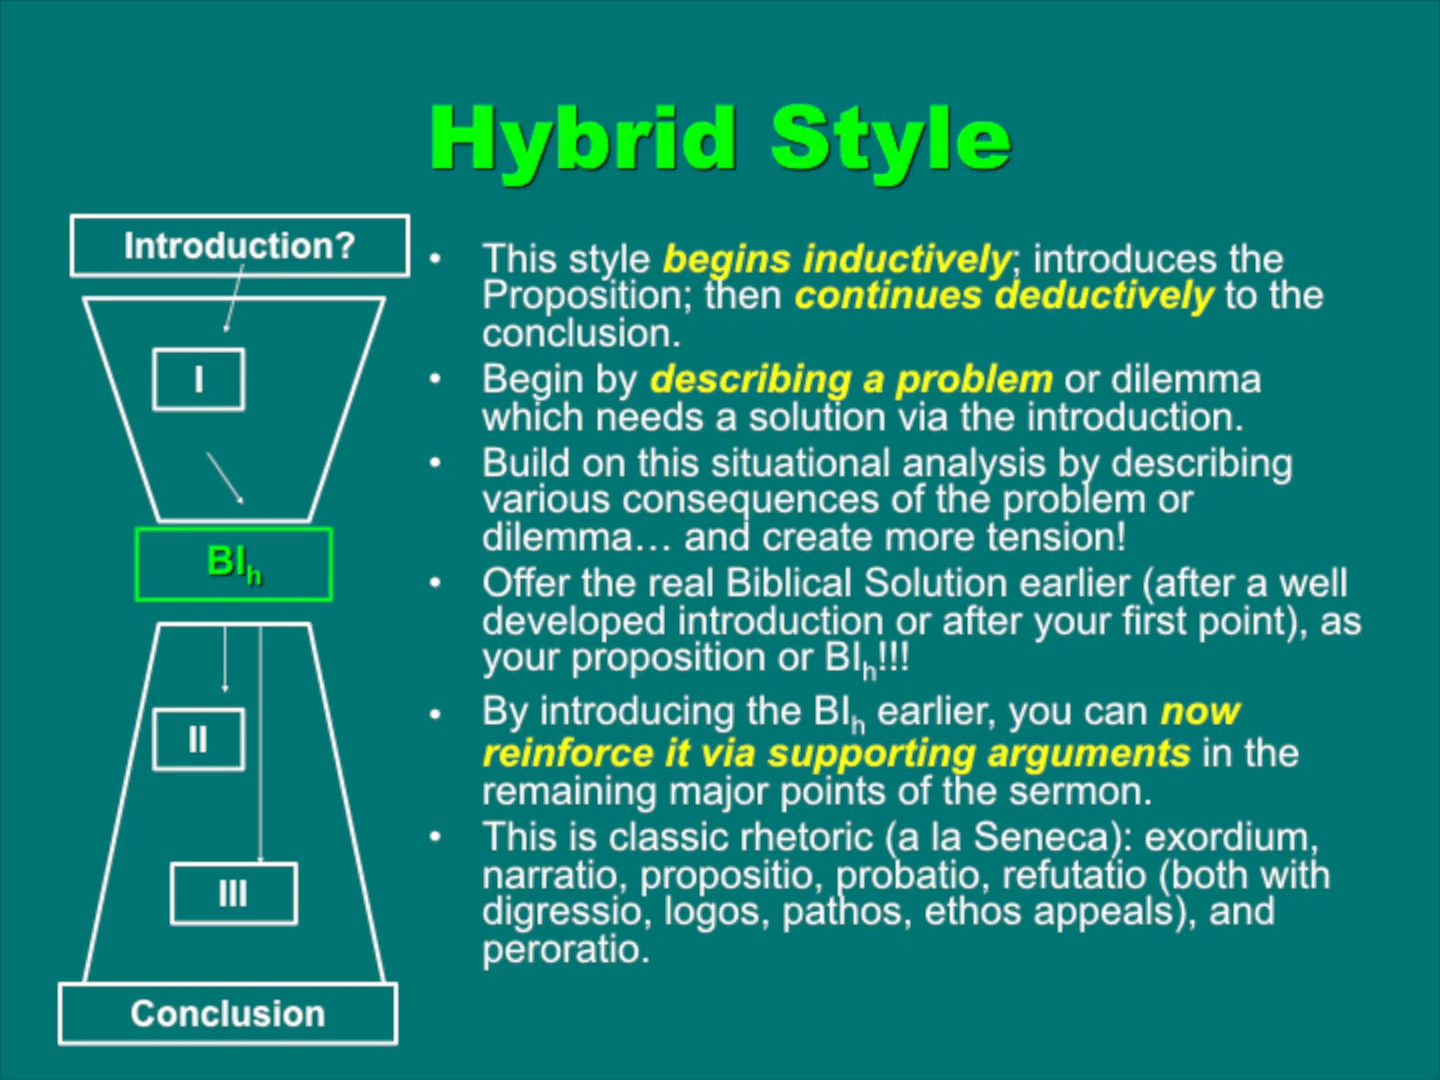 Hybrid Style
Introduction?
I
BIh
II
III
Conclusion
• This style begins inductively; introduces the
Proposition; then continues deductively to the
conclusion.
• Begin by describing a problem or dilemma
which needs a solution via the introduction.
• Build on this situational analysis by describing
various consequences of the problem or
dilemma… and create more tension!
• Offer the real Biblical Solution earlier (after a well
developed introduction or after your first point), as
your proposition or BIh!!!
• By introducing the BIh earlier, you can now
reinforce it via supporting arguments in the
remaining major points of the sermon.
• This is classic rhetoric (a la Seneca): exordium,
narratio, propositio, probatio, refutatio (both with
digressio, logos, pathos, ethos appeals), and
peroratio.